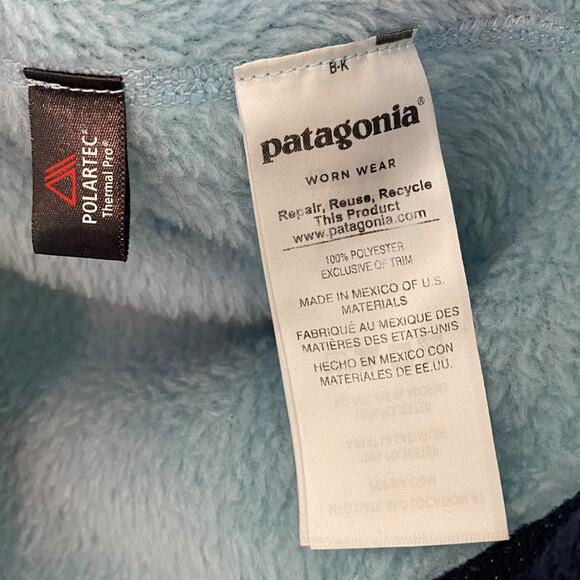 POLARTEC®
Thermal Pro®
B-K
patagonia®
WORN WEAR
Repair, Reuse, Recycle
This Product
www.patagonia.com
100% POLYESTER
EXCLUSIVE OF TRIM
MADE IN MEXICO OF U.S.
MATERIALS
FABRIQUÉ AU MEXIQUE DES
MATIÈRES DES ETATS-UNIS
HECHO EN MEXICO CON
MATERIALES DE EE.UU.